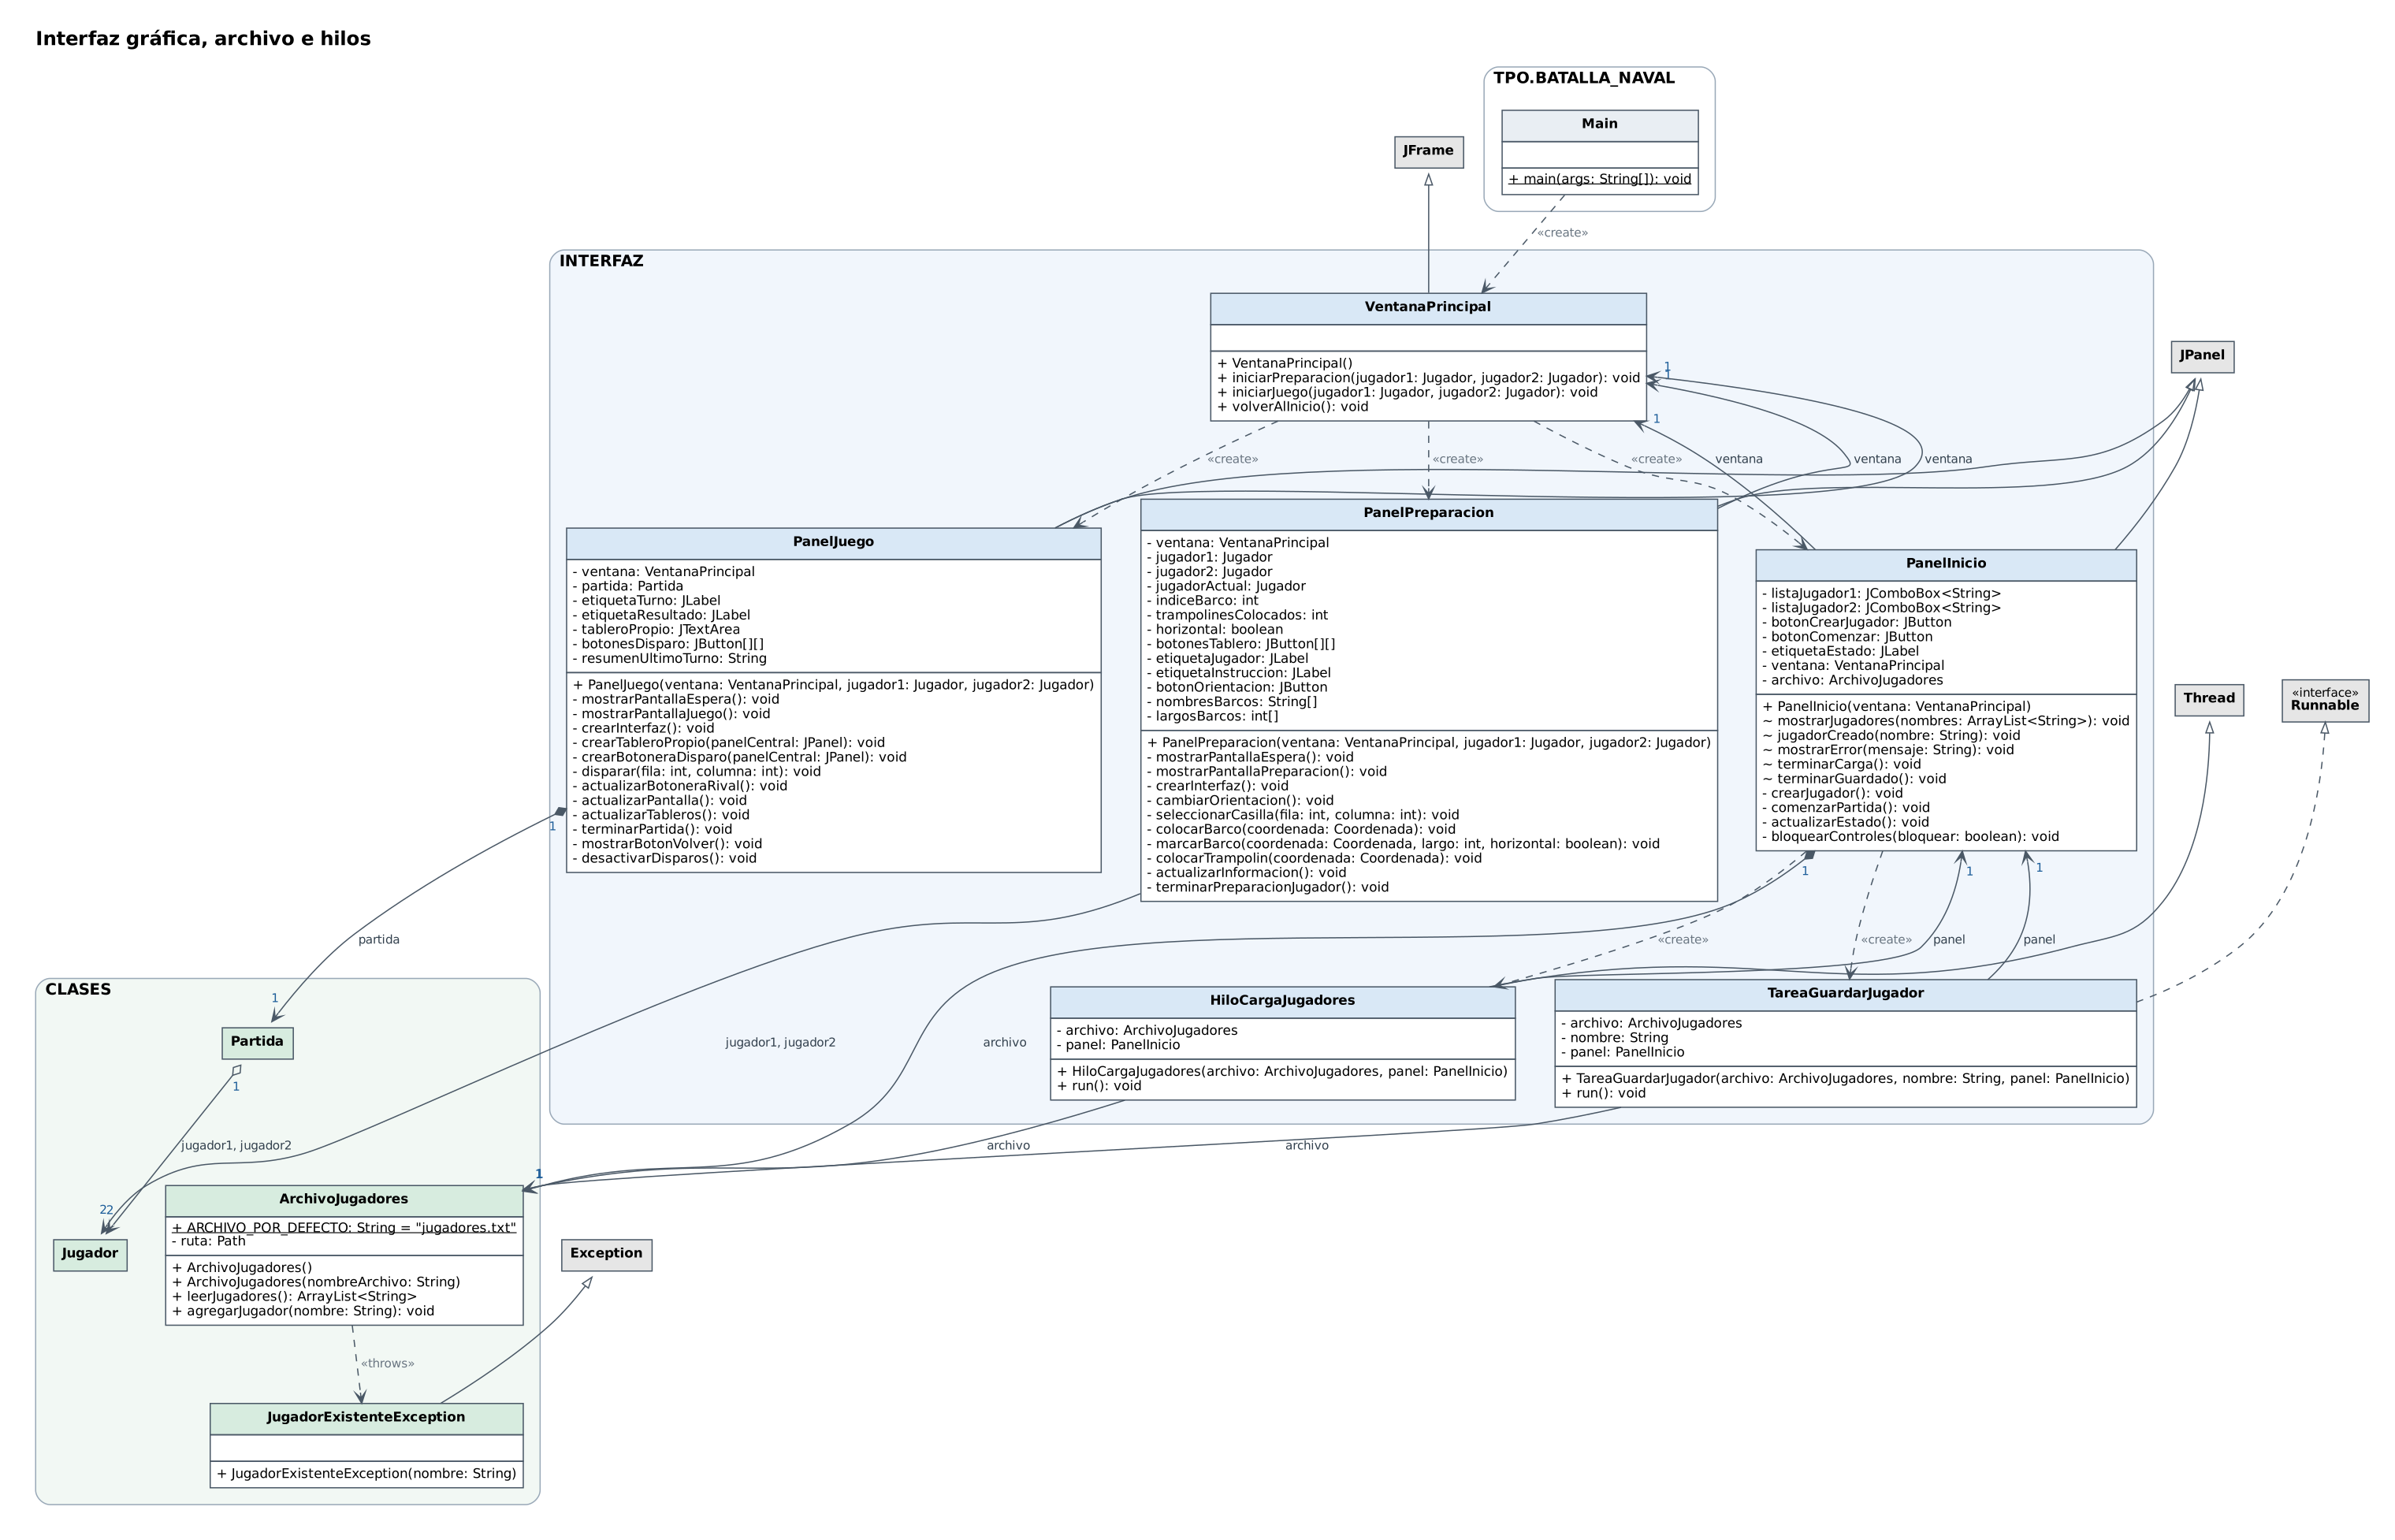 Interfaz gráfica, archivo e hilos
TPO.BATALLA_NAVAL
Main
+ main(args: String[]): void
JFrame
«create»
INTERFAZ
VentanaPrincipal
+ VentanaPrincipal()
+ iniciarPreparacion(jugador1: Jugador, jugador2: Jugador): void
+ iniciarJuego(jugador1: Jugador, jugador2: Jugador): void
+ volverAlInicio(): void
1
1
1
JPanel
«create»
«create»
«create»
ventana
ventana
ventana
PanelJuego
- ventana: VentanaPrincipal
- partida: Partida
- etiquetaTurno: JLabel
- etiquetaResultado: JLabel
- tableroPropio: JTextArea
- botonesDisparo: JButton[][]
- resumenUltimoTurno: String
+ PanelJuego(ventana: VentanaPrincipal, jugador1: Jugador, jugador2: Jugador)
- mostrarPantallaEspera(): void
- mostrarPantallaJuego(): void
- crearInterfaz(): void
- crearTableroPropio(panelCentral: JPanel): void
- crearBotoneraDisparo(panelCentral: JPanel): void
- disparar(fila: int, columna: int): void
- actualizarBotoneraRival(): void
- actualizarPantalla(): void
- actualizarTableros(): void
- terminarPartida(): void
- mostrarBotonVolver(): void
- desactivarDisparos(): void
1
PanelPreparacion
- ventana: VentanaPrincipal
- jugador1: Jugador
- jugador2: Jugador
- jugadorActual: Jugador
- indiceBarco: int
- trampolinesColocados: int
- horizontal: boolean
- botonesTablero: JButton[][]
- etiquetaJugador: JLabel
- etiquetaInstruccion: JLabel
- botonOrientacion: JButton
- nombresBarcos: String[]
- largosBarcos: int[]
+ PanelPreparacion(ventana: VentanaPrincipal, jugador1: Jugador, jugador2: Jugador)
- mostrarPantallaEspera(): void
- mostrarPantallaPreparacion(): void
- crearInterfaz(): void
- cambiarOrientacion(): void
- seleccionarCasilla(fila: int, columna: int): void
- colocarBarco(coordenada: Coordenada): void
- marcarBarco(coordenada: Coordenada, largo: int, horizontal: boolean): void
- colocarTrampolin(coordenada: Coordenada): void
- actualizarInformacion(): void
- terminarPreparacionJugador(): void
PanelInicio
- listaJugador1: JComboBox<String>
- listaJugador2: JComboBox<String>
- botonCrearJugador: JButton
- botonComenzar: JButton
- etiquetaEstado: JLabel
- ventana: VentanaPrincipal
- archivo: ArchivoJugadores
+ PanelInicio(ventana: VentanaPrincipal)
~ mostrarJugadores(nombres: ArrayList<String>): void
~ jugadorCreado(nombre: String): void
~ mostrarError(mensaje: String): void
~ terminarCarga(): void
~ terminarGuardado(): void
- crearJugador(): void
- comenzarPartida(): void
- actualizarEstado(): void
- bloquearControles(bloquear: boolean): void
1
1
1
Thread
«interface»
Runnable
partida
«create»
«create»
panel
panel
CLASES
1
Partida
1
jugador1, jugador2
archivo
HiloCargaJugadores
- archivo: ArchivoJugadores
- panel: PanelInicio
+ HiloCargaJugadores(archivo: ArchivoJugadores, panel: PanelInicio)
+ run(): void
TareaGuardarJugador
- archivo: ArchivoJugadores
- nombre: String
- panel: PanelInicio
+ TareaGuardarJugador(archivo: ArchivoJugadores, nombre: String, panel: PanelInicio)
+ run(): void
jugador1, jugador2
archivo
archivo
1
22
Jugador
ArchivoJugadores
+ ARCHIVO_POR_DEFECTO: String = "jugadores.txt"
- ruta: Path
+ ArchivoJugadores()
+ ArchivoJugadores(nombreArchivo: String)
+ leerJugadores(): ArrayList<String>
+ agregarJugador(nombre: String): void
Exception
«throws»
JugadorExistenteException
+ JugadorExistenteException(nombre: String)